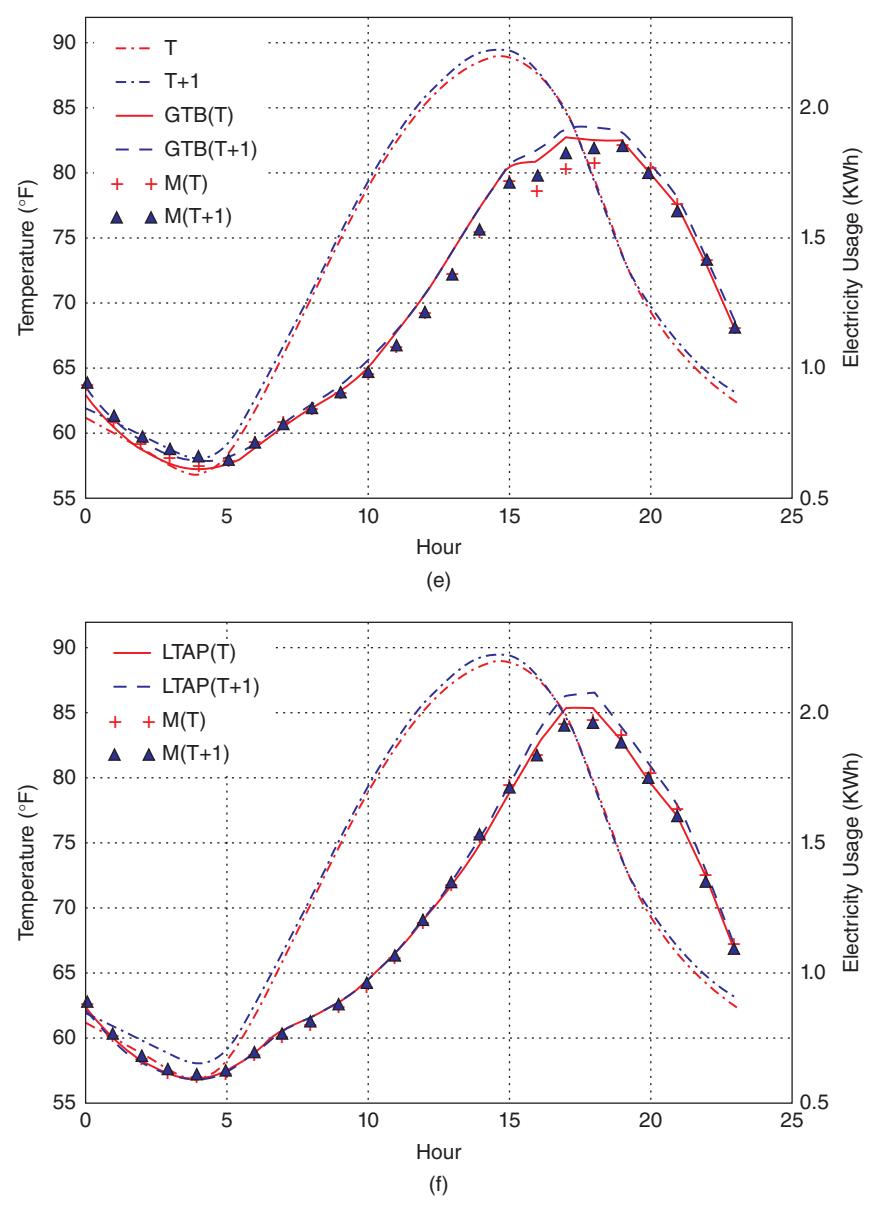 90
85
80
75
70
65
60
55
Temperature (°F)
T
T+1
GTB(T)
GTB(T+1)
M(T)
M(T+1)
2.0
1.5
1.0
0.5
Electricity Usage (KWh)
0 5 10 15 20 25
Hour
(e)
90
85
80
75
70
65
60
55
Temperature (°F)
LTAP(T)
LTAP(T+1)
M(T)
M(T+1)
2.0
1.5
1.0
0.5
Electricity Usage (KWh)
0 5 10 15 20 25
Hour
(f)